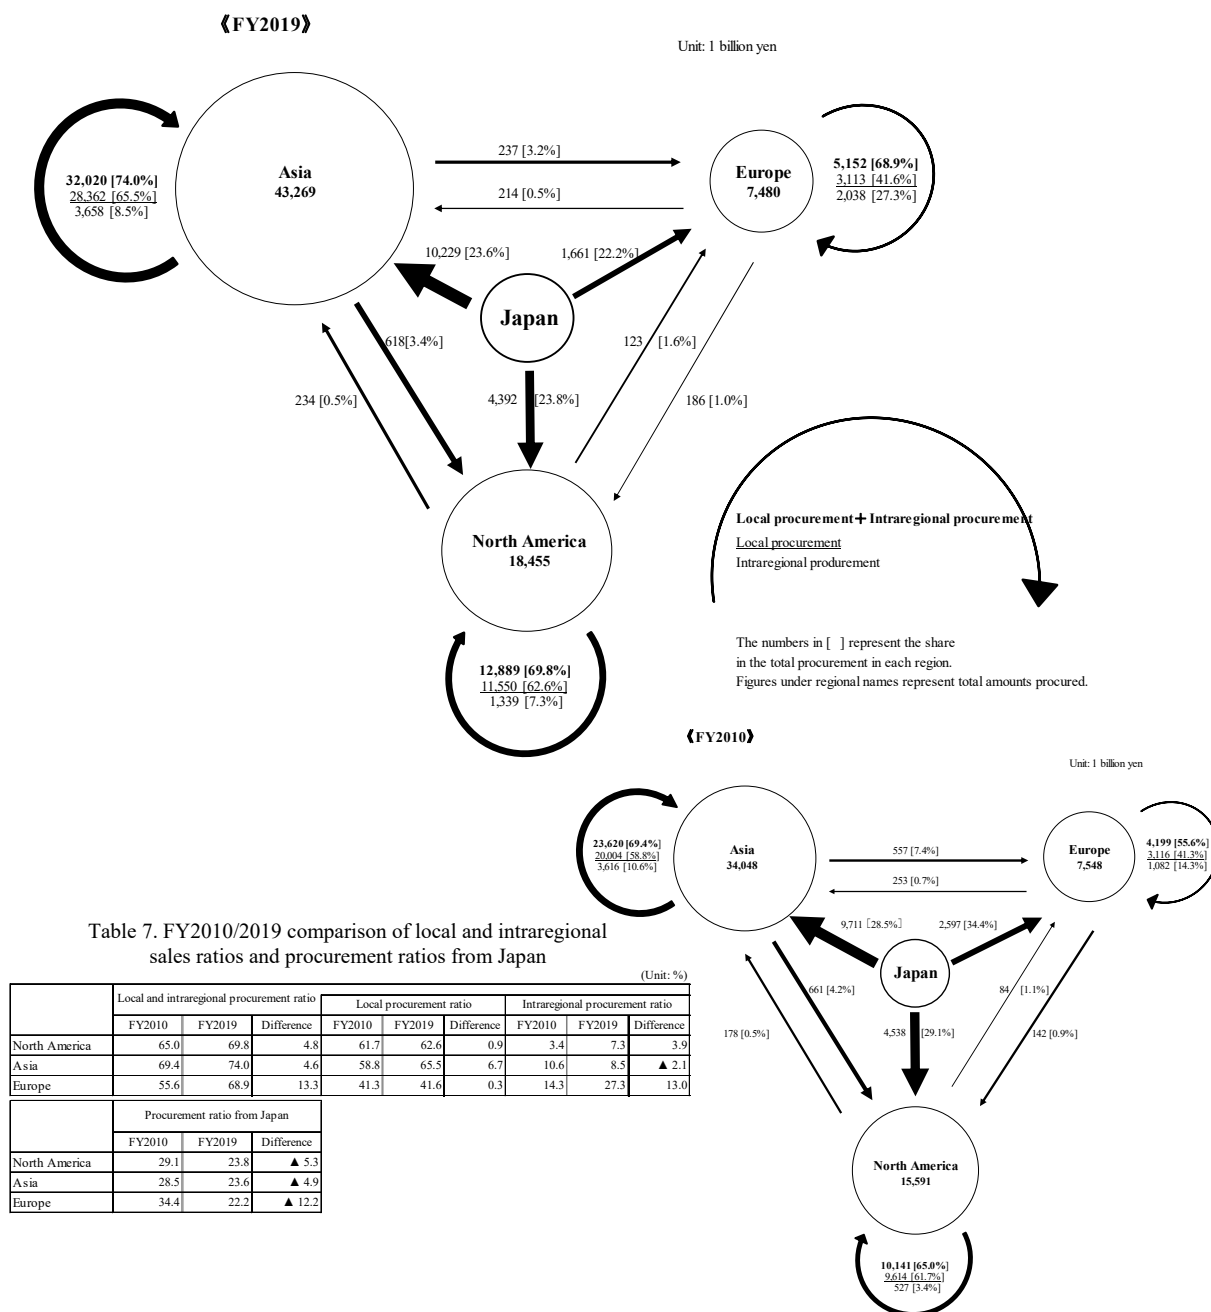 《FY2019》
Unit: 1 billion yen
Asia
43,269
32,020 [74.0%]
28,362 [65.5%]
3,658 [8.5%]
237 [3.2%]
214 [0.5%]
Europe
7,480
5,152 [68.9%]
3,113 [41.6%]
2,038 [27.3%]
10,229 [23.6%]
1,661 [22.2%]
Japan
618[3.4%]
123 [1.6%]
234 [0.5%]
4,392 [23.8%]
186 [1.0%]
North America
18,455
12,889 [69.8%]
11,550 [62.6%]
1,339 [7.3%]
Local procurement+Intraregional procurement
Local procurement
Intraregional produrement
The numbers in [ ] represent the share
in the total procurement in each region.
Figures under regional names represent total amounts procured.
《FY2010》
Unit: 1 billion yen
Asia
34,048
23,620 [69.4%]
20,004 [58.8%]
3,616 [10.6%]
557 [7.4%]
253 [0.7%]
Europe
7,548
4,199 [55.6%]
3,116 [41.3%]
1,082 [14.3%]
9,711 [28.5%]
2,597 [34.4%]
Japan
661 [4.2%]
84 [1.1%]
178 [0.5%]
4,538 [29.1%]
142 [0.9%]
North America
15,591
10,141 [65.0%]
9,614 [61.7%]
527 [3.4%]
Table 7. FY2010/2019 comparison of local and intraregional
sales ratios and procurement ratios from Japan
(Unit: %)
Local and intraregional procurement ratio Local procurement ratio Intraregional procurement ratio
FY2010 FY2019 Difference FY2010 FY2019 Difference FY2010 FY2019 Difference
North America 65.0 69.8 4.8 61.7 62.6 0.9 3.4 7.3 3.9
Asia 69.4 74.0 4.6 58.8 65.5 6.7 10.6 8.5 ▲ 2.1
Europe 55.6 68.9 13.3 41.3 41.6 0.3 14.3 27.3 13.0
Procurement ratio from Japan
FY2010 FY2019 Difference
North America 29.1 23.8 ▲ 5.3
Asia 28.5 23.6 ▲ 4.9
Europe 34.4 22.2 ▲ 12.2